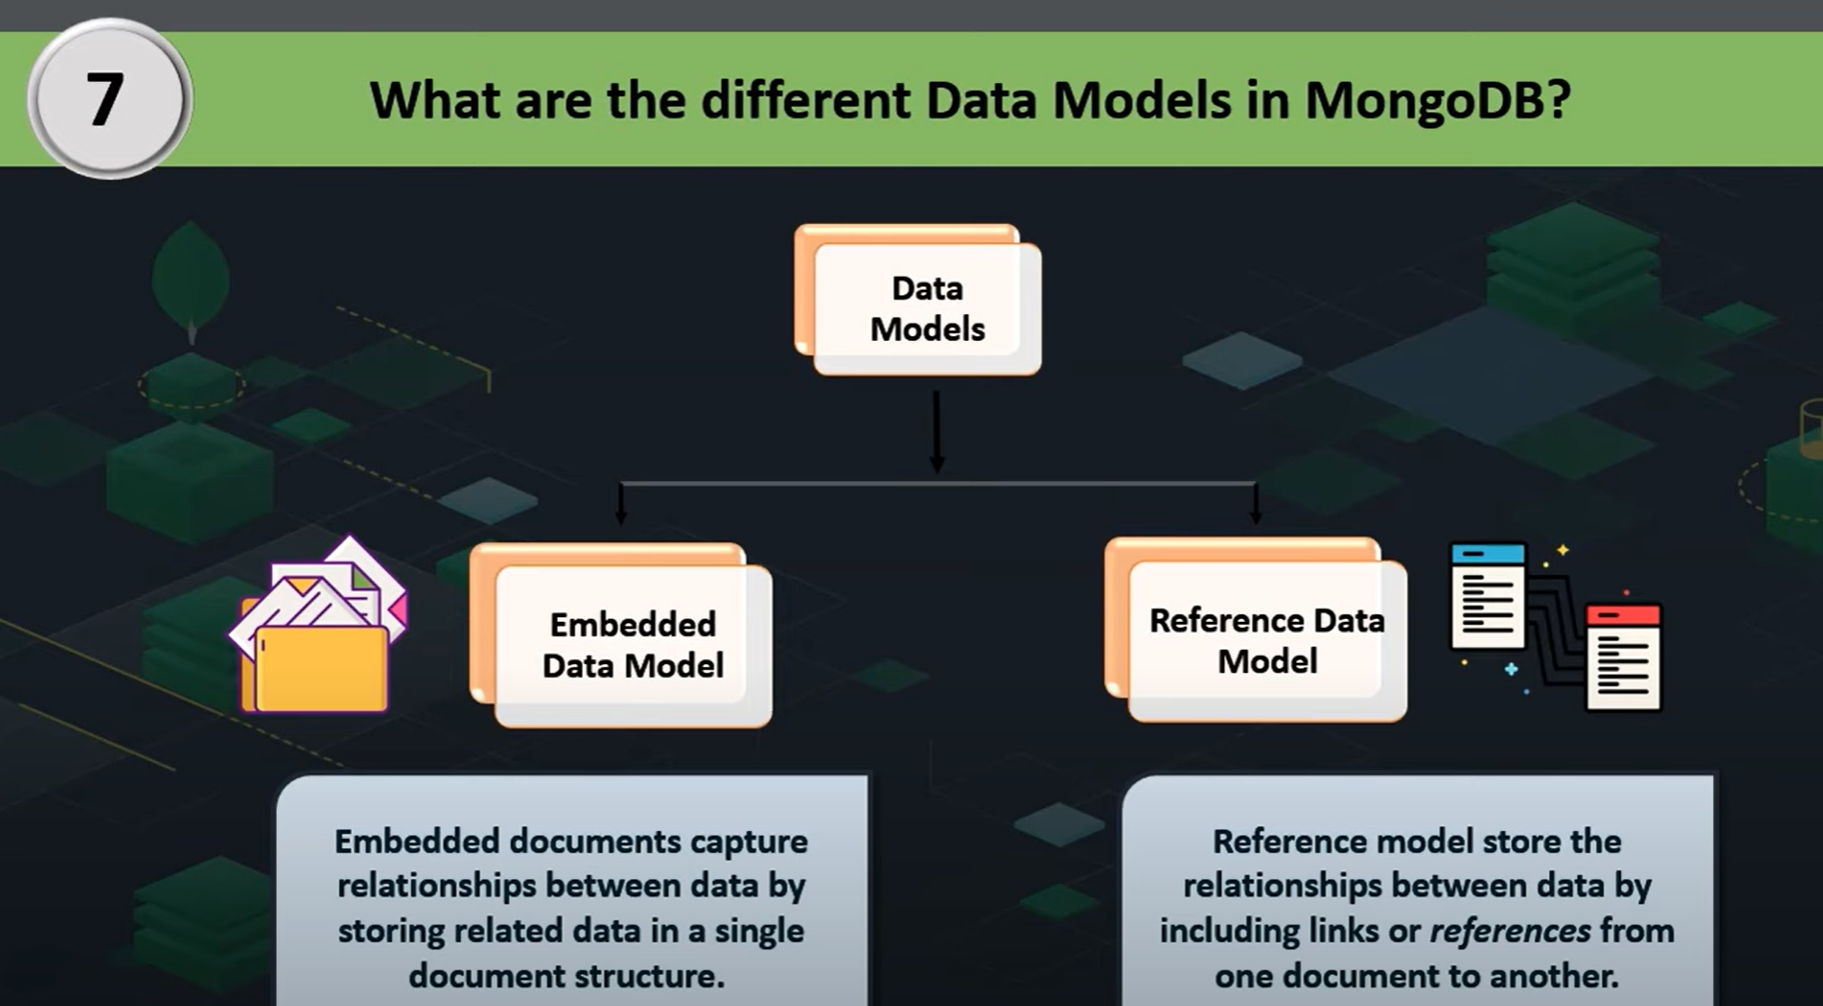 7
What are the different Data Models in MongoDB?
Data
Models
Embedded
Data Model
Reference Data
Model
Embedded documents capture
relationships between data by
storing related data in a single
document structure.
Reference model store the
relationships between data by
including links or references from
one document to another.